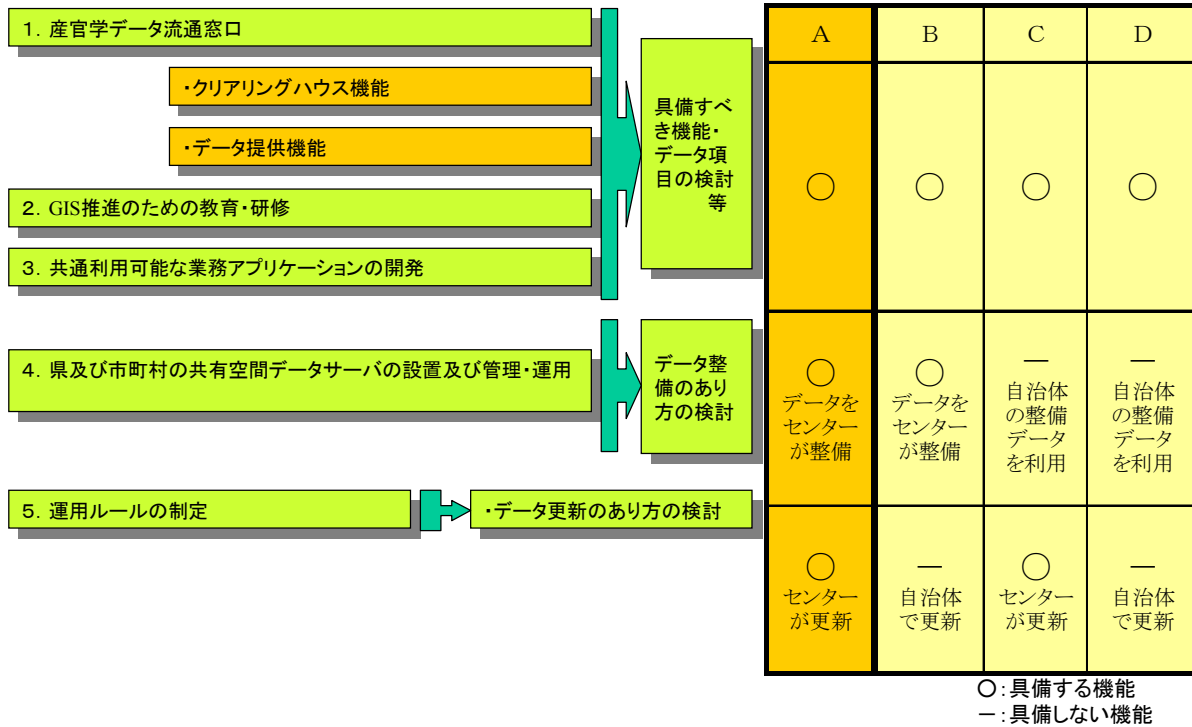 1．産官学データ流通窓口
・クリアリングハウス機能
・データ提供機能
2．GIS推進のための教育・研修
3．共通利用可能な業務アプリケーションの開発
具備すべ
き機能・
データ項
目の検討
等
4．県及び市町村の共有空間データサーバの設置及び管理・運用
データ整
備のあり
方の検討
5．運用ルールの制定
・データ更新のあり方の検討
A
B
C
D
○
○
○
○
○
データを
センター
が整備
○
データを
センター
が整備
―
自治体
の整備
データ
を利用
―
自治体
の整備
データ
を利用
○
センター
が更新
―
自治体
で更新
○
センター
が更新
―
自治体
で更新
○：具備する機能
－：具備しない機能